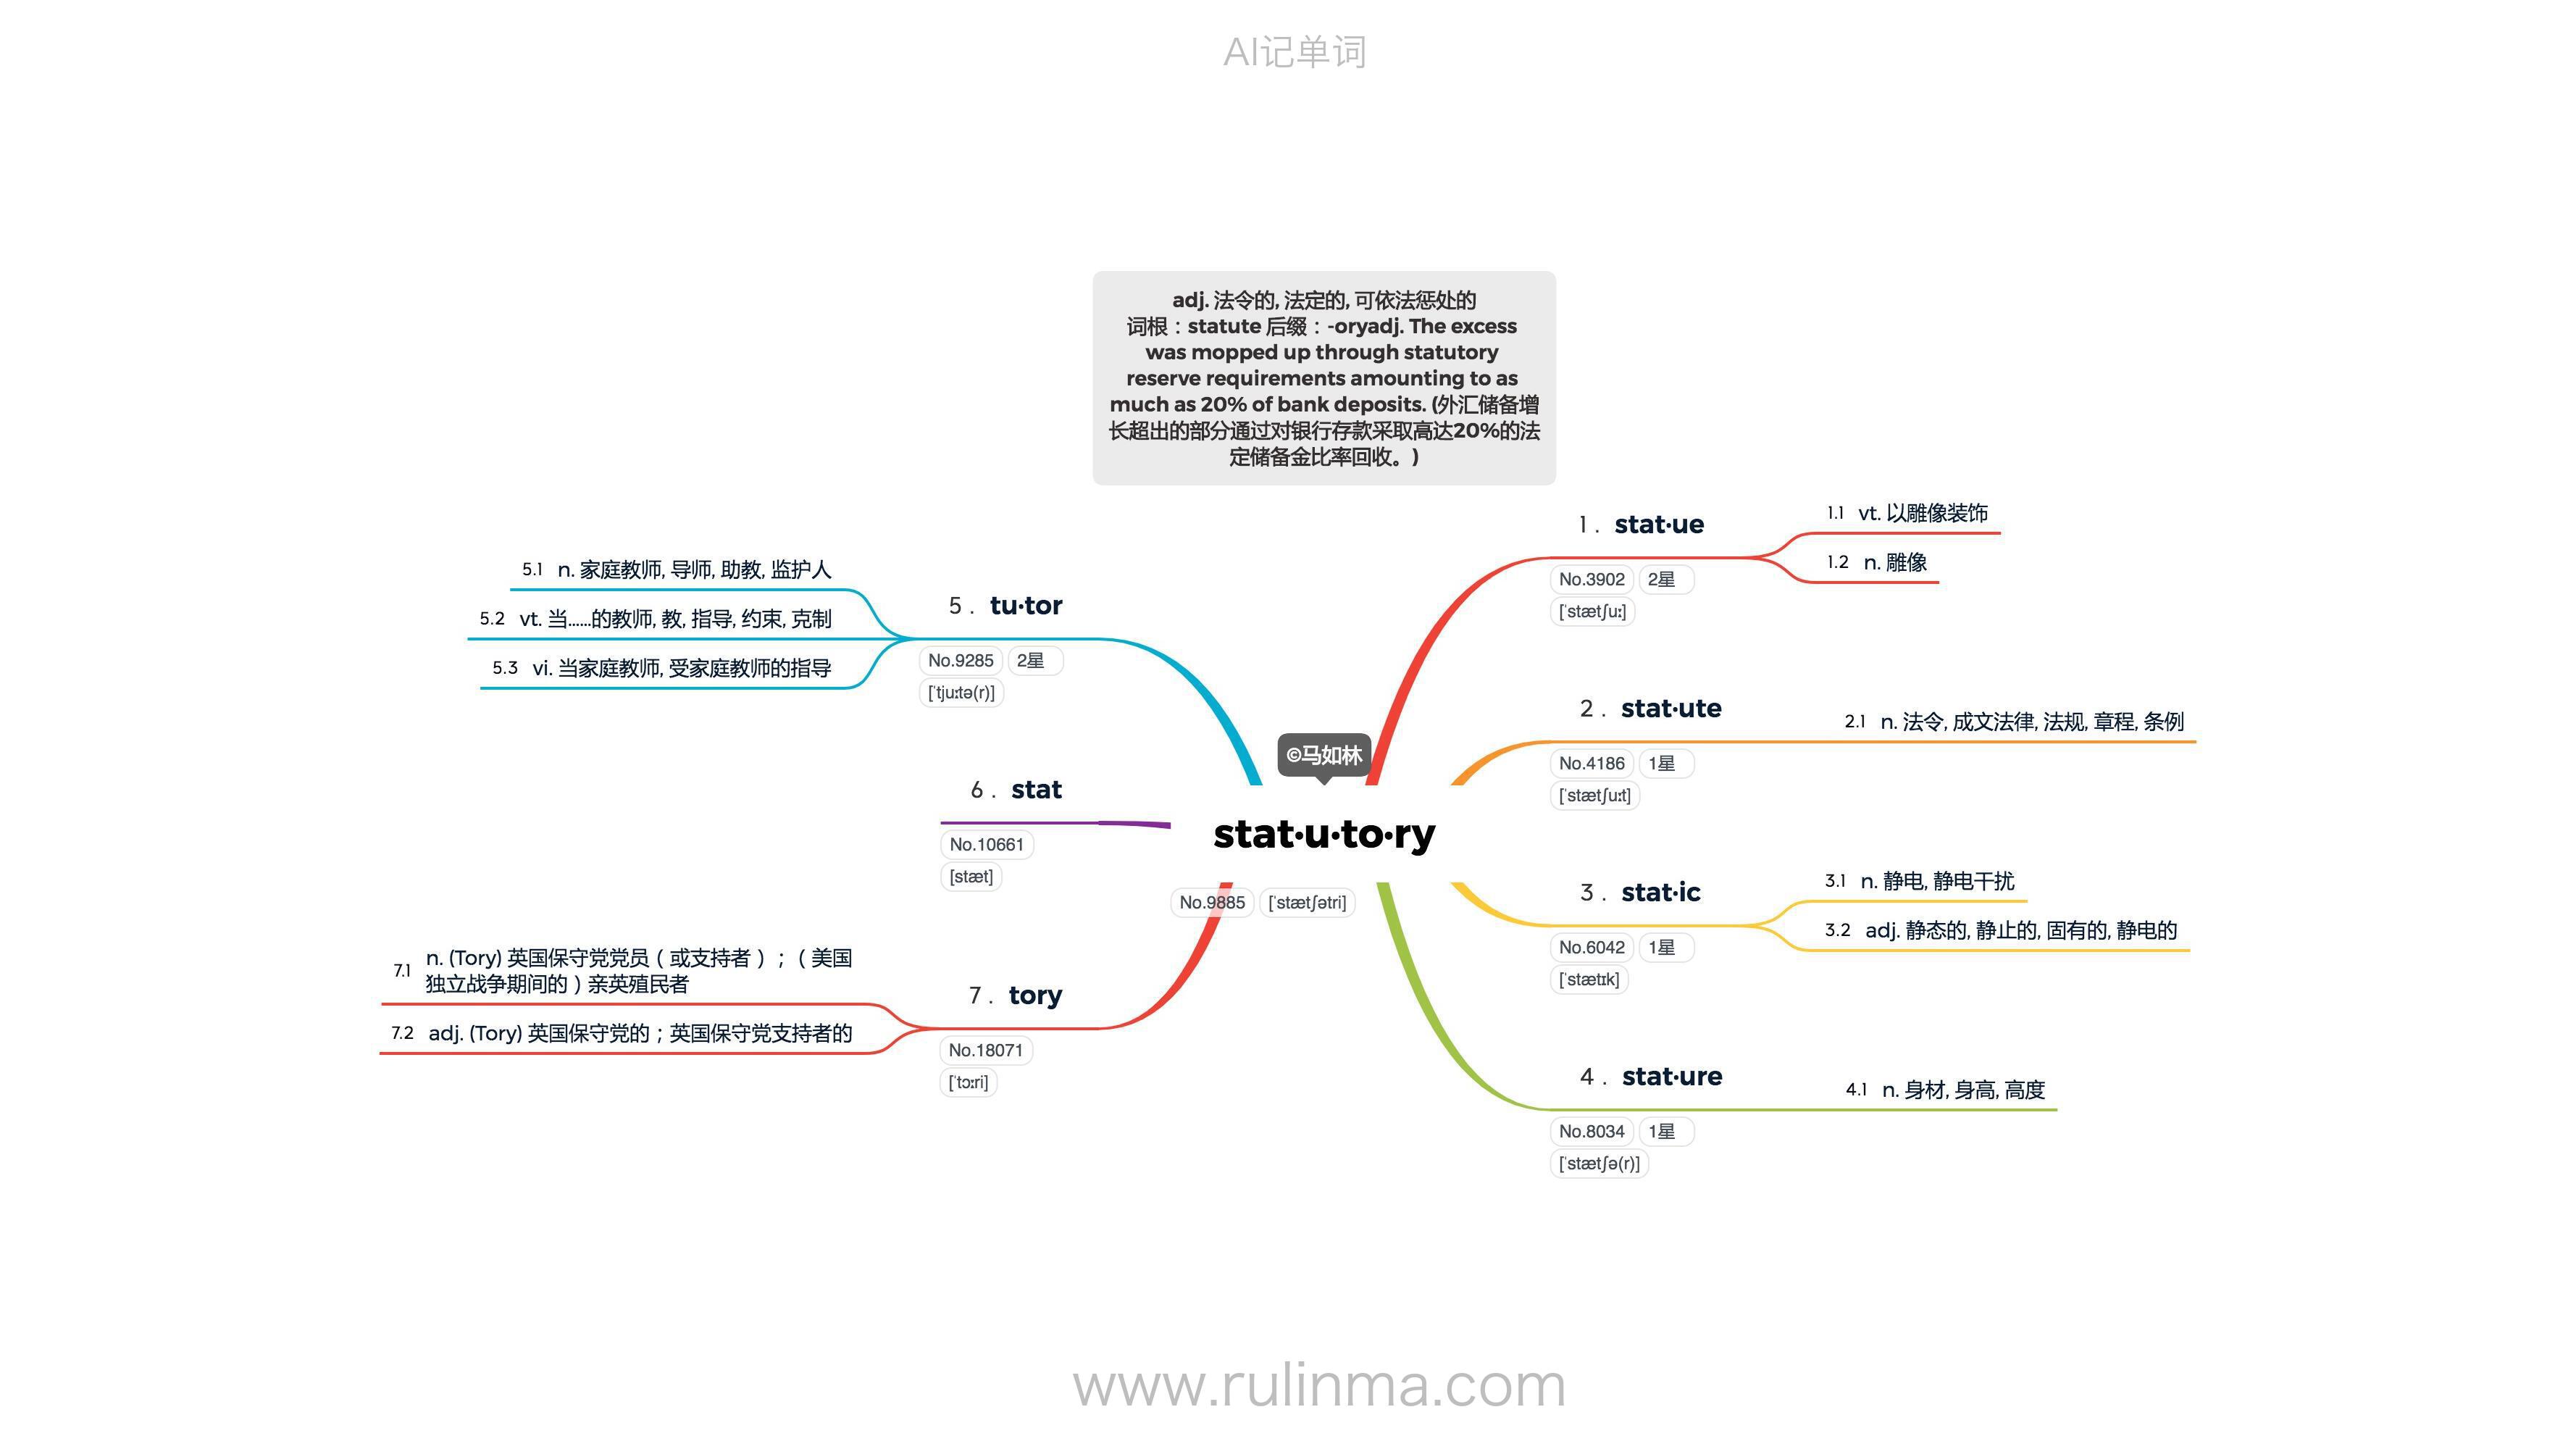 AI记单词
adj. 法令的, 法定的, 可依法惩处的
词根：statute 后缀：-oryadj. The excess
was mopped up through statutory
reserve requirements amounting to as
much as 20% of bank deposits. (外汇储备增
长超出的部分通过对银行存款采取高达20%的法
定储备金比率回收。)
©马如林
stat·u·to·ry
No.9885 [ˈstætʃətri]
1. stat·ue
No.3902 2星
[ˈstætʃuː]
1.1 vt. 以雕像装饰
1.2 n. 雕像
2. stat·ute
No.4186 1星
[ˈstætʃuːt]
2.1 n. 法令, 成文法律, 法规, 章程, 条例
3. stat·ic
No.6042 1星
[ˈstætɪk]
3.1 n. 静电, 静电干扰
3.2 adj. 静态的, 静止的, 固有的, 静电的
4. stat·ure
No.8034 1星
[ˈstætʃə(r)]
4.1 n. 身材, 身高, 高度
5. tu·tor
No.9285 2星
[ˈtjuːtə(r)]
5.1 n. 家庭教师, 导师, 助教, 监护人
5.2 vt. 当……的教师, 教, 指导, 约束, 克制
5.3 vi. 当家庭教师, 受家庭教师的指导
6. stat
No.10661
[stæt]
7. tory
No.18071
[ˈtɔːri]
7.1 n. (Tory) 英国保守党党员（或支持者）；（美国
独立战争期间的）亲英殖民者
7.2 adj. (Tory) 英国保守党的；英国保守党支持者的
www.rulinma.com